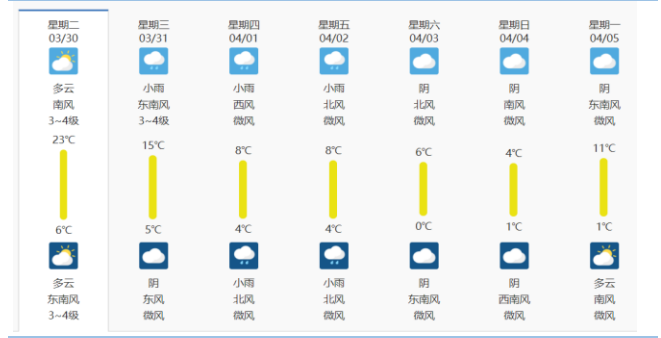 星期二 星期三 星期四 星期五 星期六 星期日 星期一
03/30 03/31 04/01 04/02 04/03 04/04 04/05
多云 小雨 小雨 小雨 阴 阴 阴
南风 东南风 西风 北风 北风 南风 东南风
3~4级 3~4级 微风 微风 微风 微风 微风
23℃ 15℃ 8℃ 8℃ 6℃ 4℃ 11℃
6℃ 5℃ 4℃ 4℃ 0℃ 1℃ 1℃
多云 阴 小雨 小雨 阴 阴 多云
东南风 东风 北风 北风 东南风 西南风 南风
3~4级 微风 微风 微风 微风 微风 微风